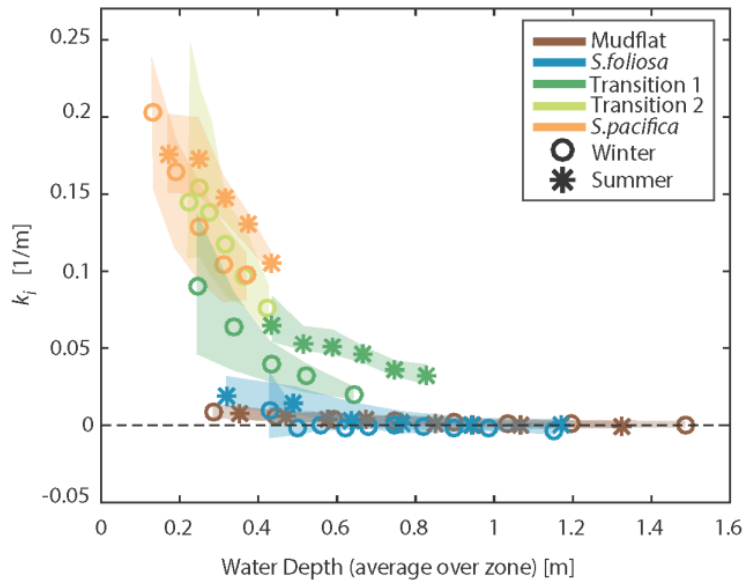 0.25
0.2
0.15
0.1
0.05
0
-0.05
k_i [1/m]
0
0.2
0.4
0.6
0.8
1
1.2
1.4
1.6
Water Depth (average over zone) [m]
Mudflat
S.foliosa
Transition 1
Transition 2
S.pacifica
Winter
Summer